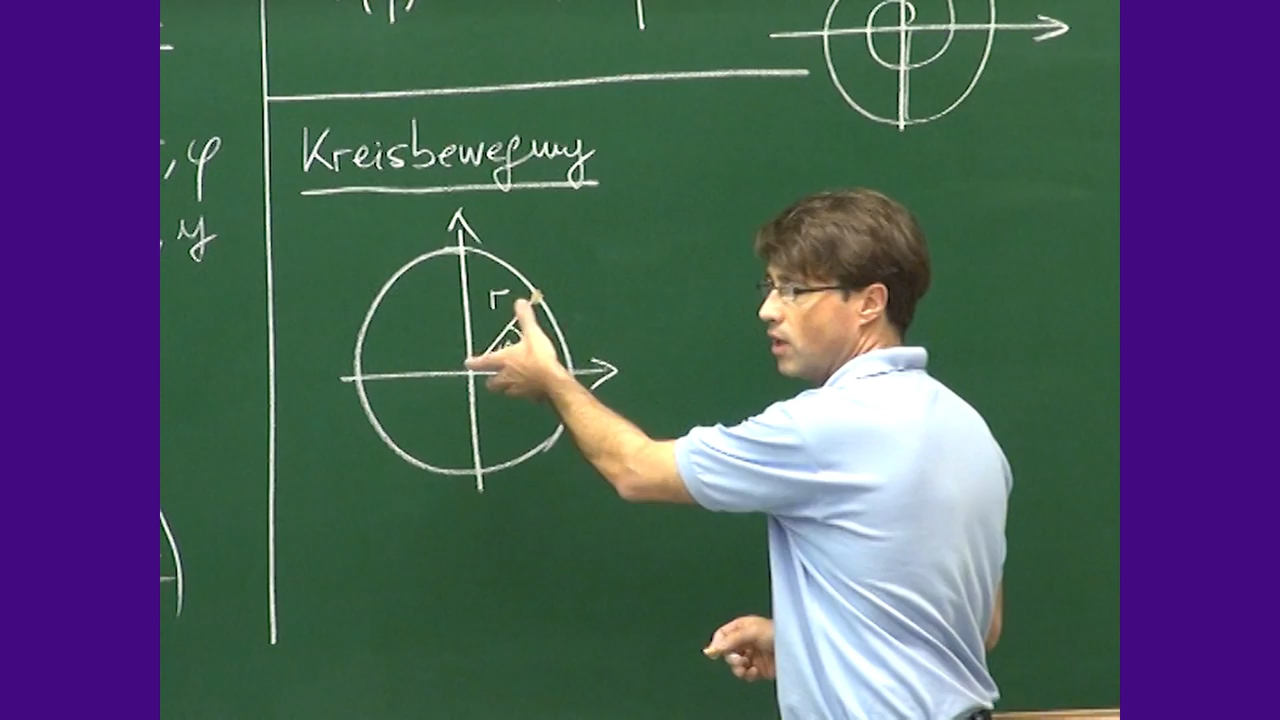 , φ
, y
Kreisbewegung
r